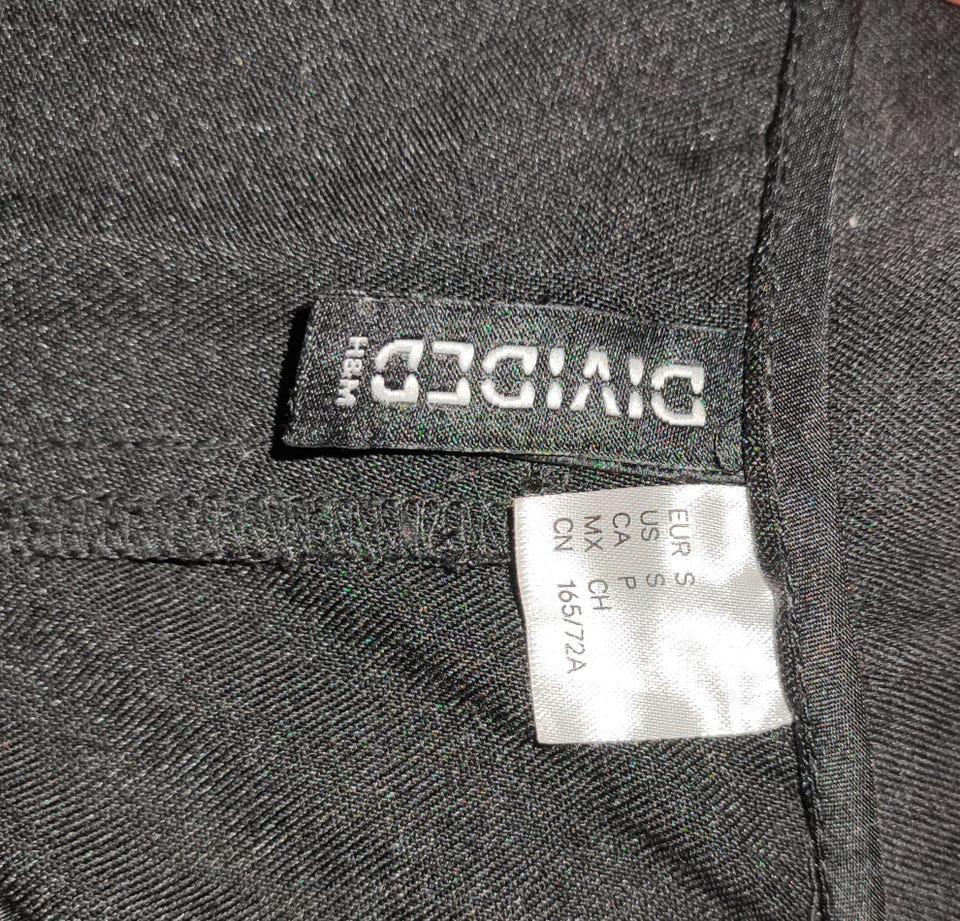 DIVIDED
H&M
EUR S
US S
CA P
MX CH
CN 165/72A